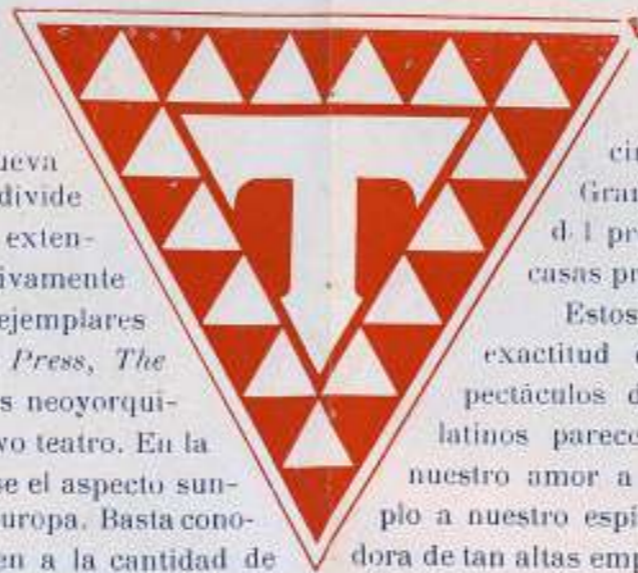 T
ueva
divide
exten-
ivamente
ejemplares
Press, The
s neoyorqui-
vo teatro. En la
se el aspecto sun-
uropa. Basta cono-
en a la cantidad de
Gran
d l pr
casas pr
Estos
exactitud
pectáculos d
latinos parec
nuestro amor a
plo a nuestro espí
dora de tan altas emp